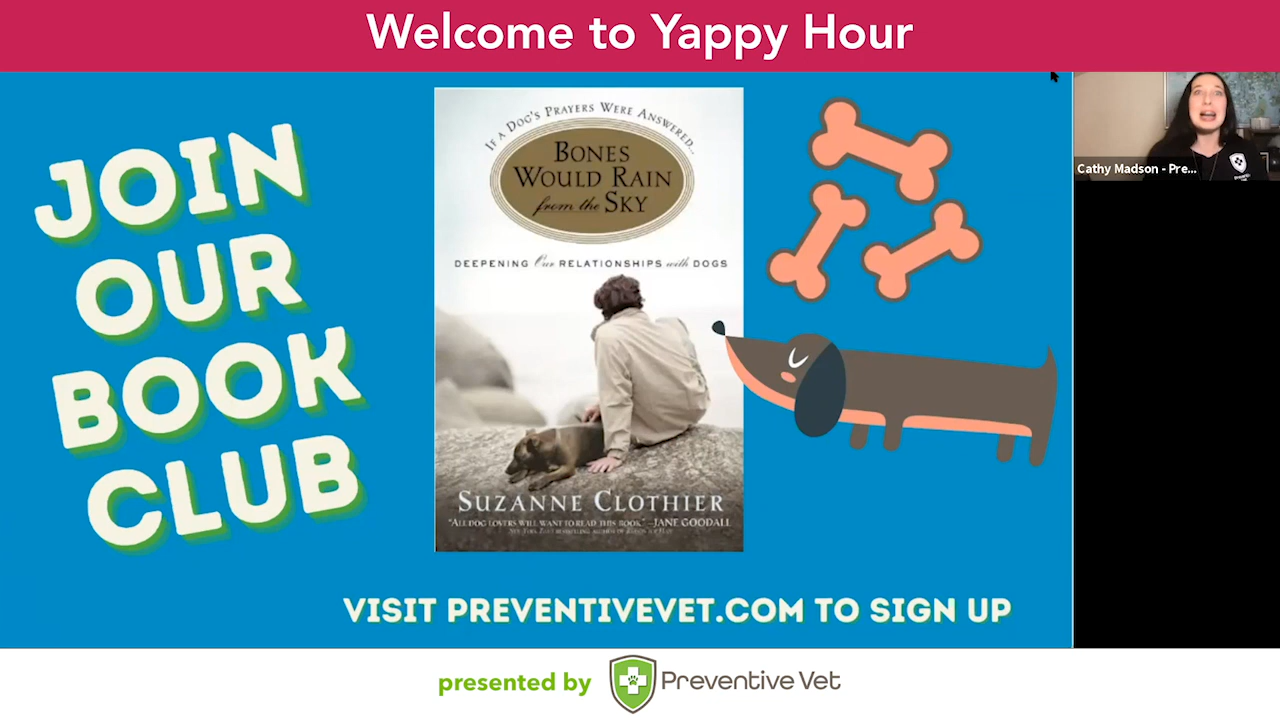 Welcome to Yappy Hour
JOIN
OUR
BOOK
CLUB
IF A DOG'S PRAYERS WERE ANSWERED...
BONES
WOULD RAIN
from the SKY
DEEPENING Our RELATIONSHIPS with DOGS
SUZANNE CLOTHIER
"ALL DOG LOVERS WILL WANT TO READ THIS BOOK." —JANE GOODALL
Cathy Madson - Pre...
VISIT PREVENTIVEVET.COM TO SIGN UP
presented by Preventive Vet